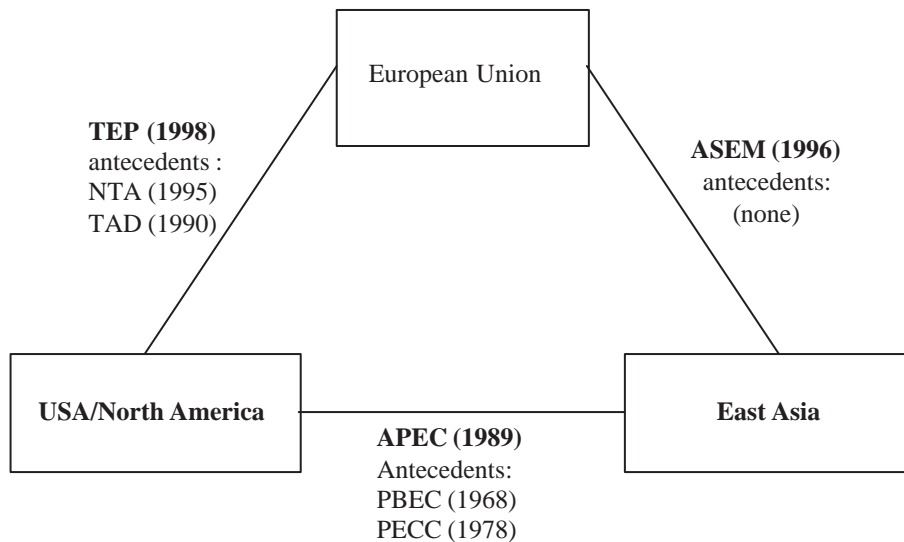 European Union
TEP (1998)
antecedents :
NTA (1995)
TAD (1990)
ASEM (1996)
antecedents:
(none)
USA/North America
East Asia
APEC (1989)
Antecedents:
PBEC (1968)
PECC (1978)